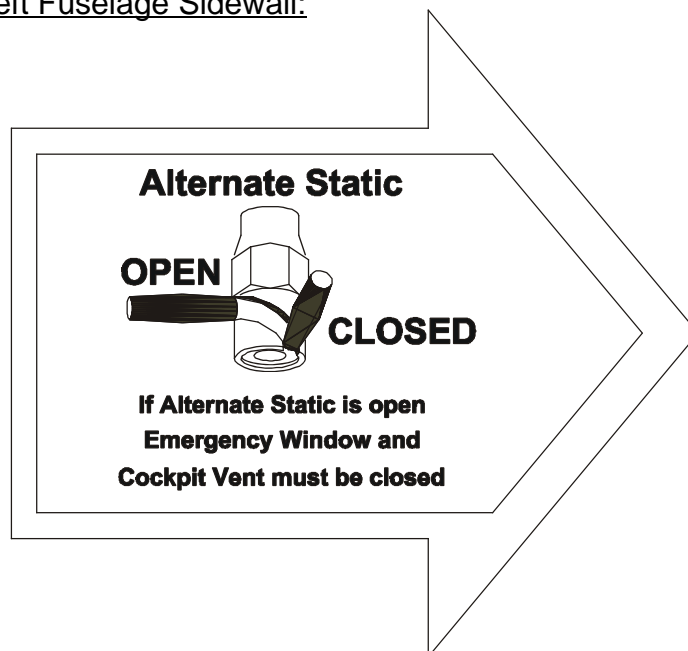 eft Fuselage Sidewall:
Alternate Static
OPEN
CLOSED
If Alternate Static is open
Emergency Window and
Cockpit Vent must be closed